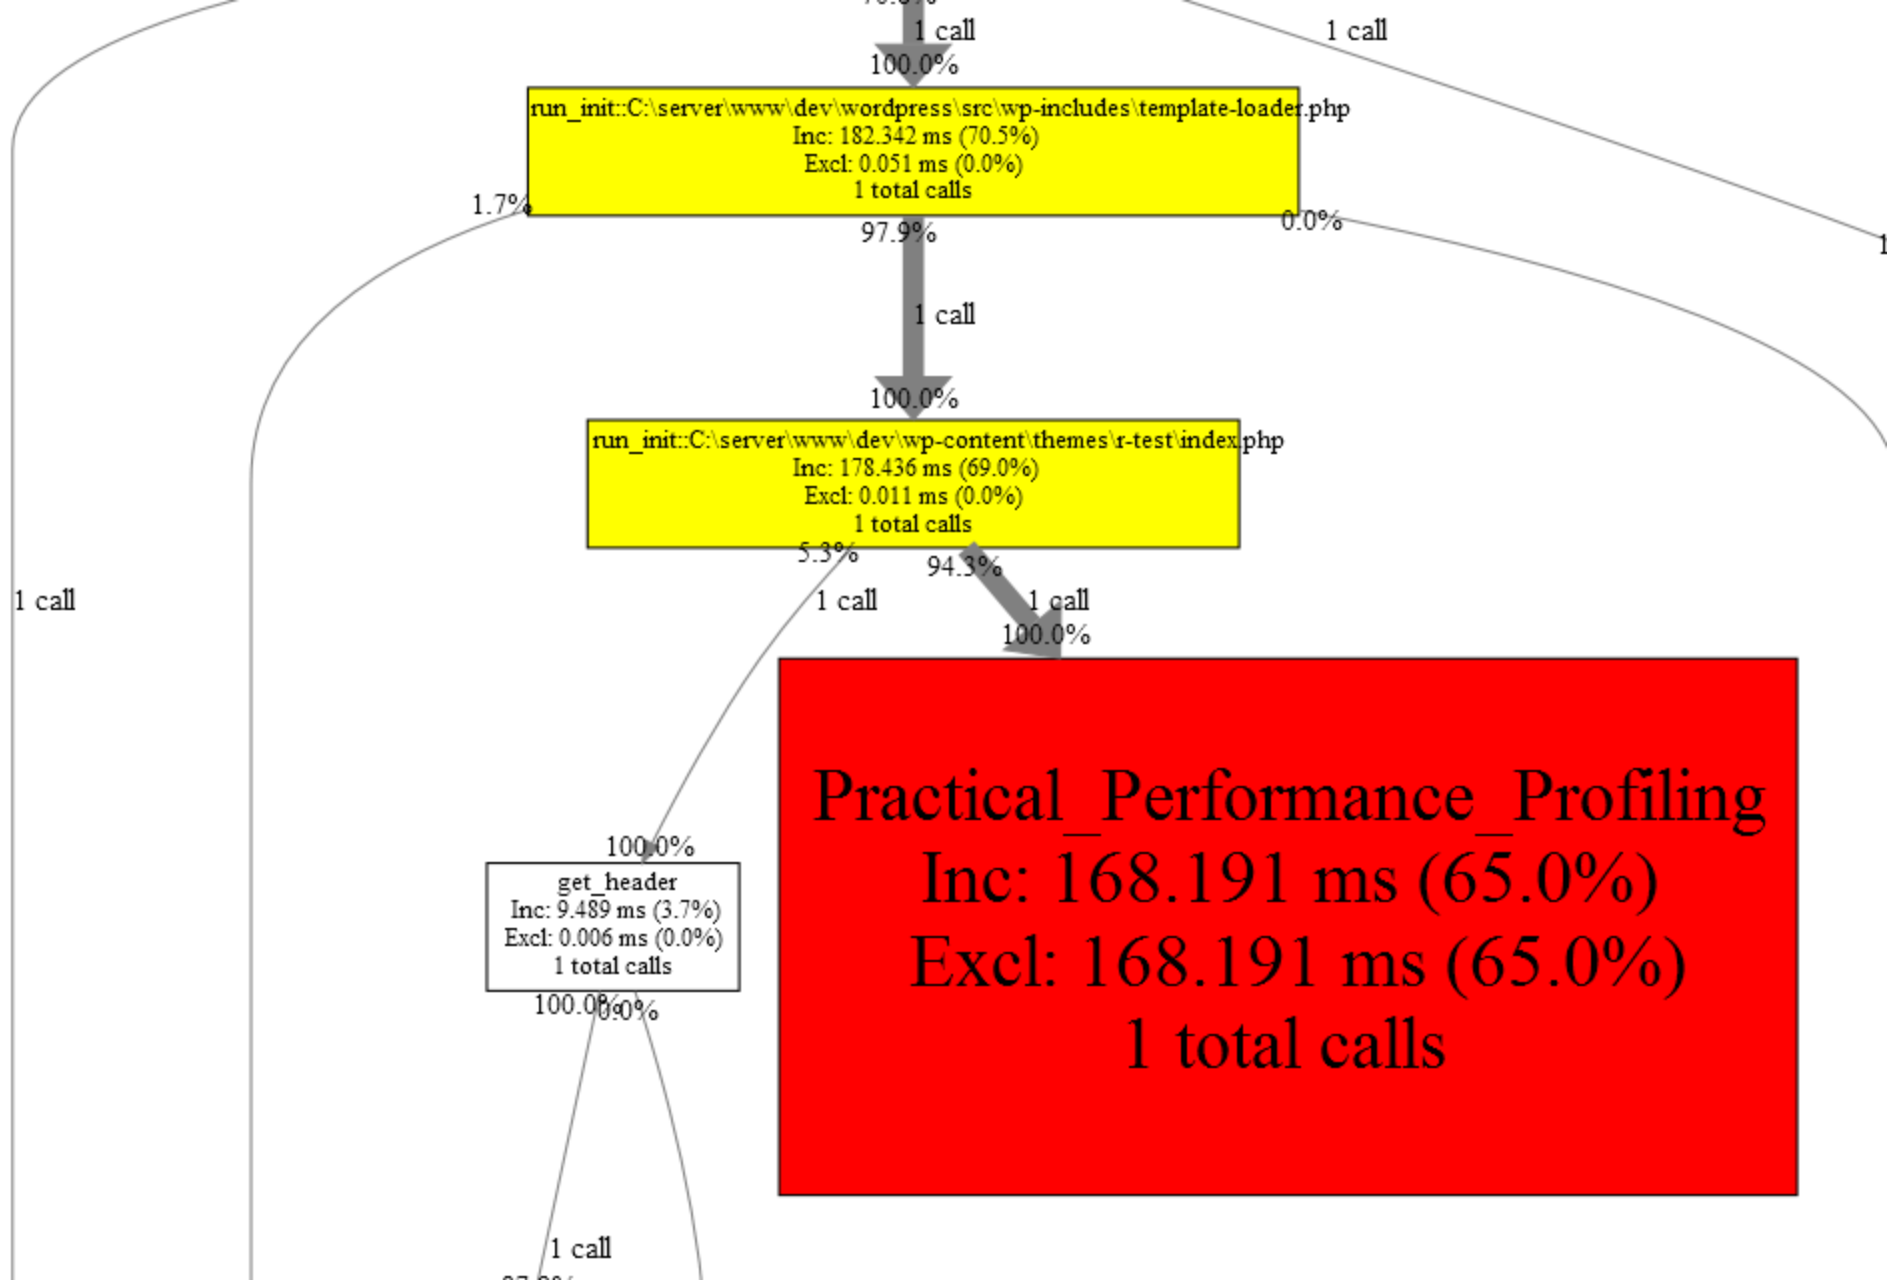 1 call
1 call
100.0%
run_init::C:\server\www\dev\wordpress\src\wp-includes\template-loader.php
Inc: 182.342 ms (70.5%)
Excl: 0.051 ms (0.0%)
1 total calls
1.7%
97.9%
0.0%
1 call
100.0%
run_init::C:\server\www\dev\wp-content\themes\r-test\index.php
Inc: 178.436 ms (69.0%)
Excl: 0.011 ms (0.0%)
1 total calls
5.3%
94.3%
1 call
1 call
1 call
100.0%
Practical_Performance_Profiling
Inc: 168.191 ms (65.0%)
Excl: 168.191 ms (65.0%)
1 total calls
100.0%
get_header
Inc: 9.489 ms (3.7%)
Excl: 0.006 ms (0.0%)
1 total calls
100.0%
0.0%
1 call